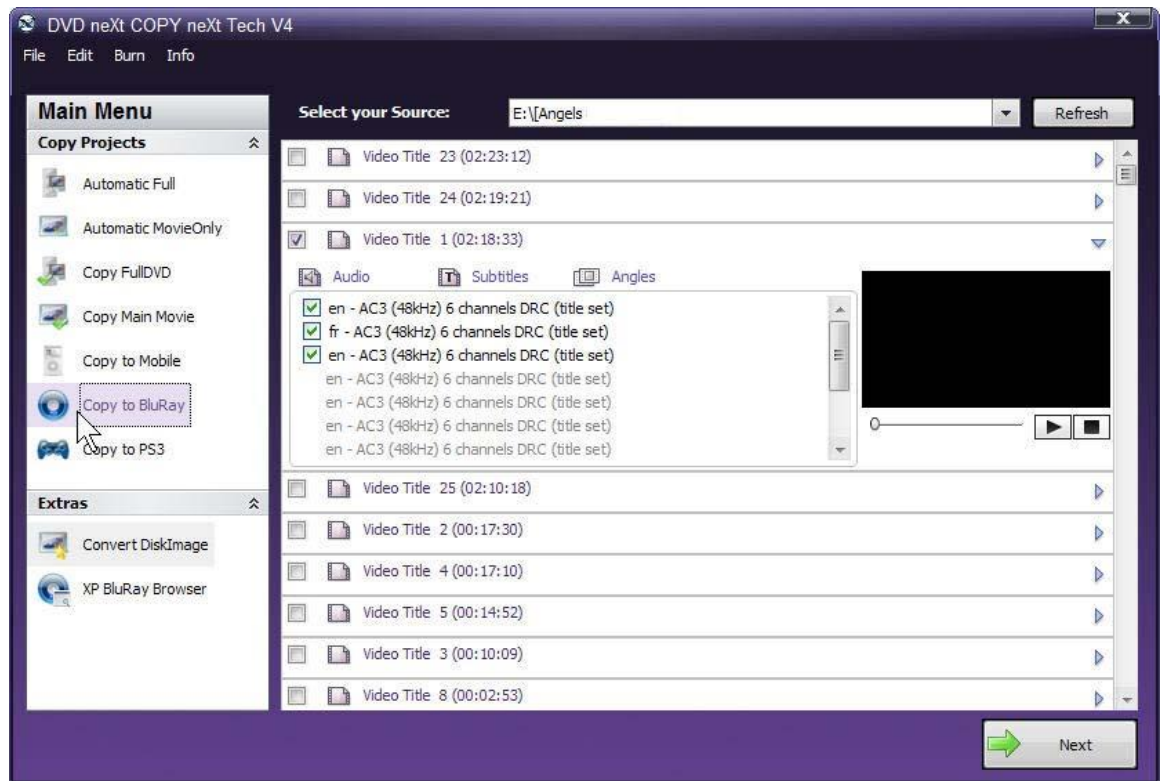 DVD neXt COPY neXt Tech V4
X
File Edit Burn Info
Main Menu
Select your Source:
E:\[Angels
Refresh
Copy Projects
Automatic Full
Automatic MovieOnly
Copy FullDVD
Copy Main Movie
Copy to Mobile
Copy to BluRay
Copy to PS3
Extras
Convert DiskImage
XP BluRay Browser
Video Title 23 (02:23:12)
Video Title 24 (02:19:21)
Video Title 1 (02:18:33)
Audio Subtitles Angles
en - AC3 (48kHz) 6 channels DRC (title set)
fr - AC3 (48kHz) 6 channels DRC (title set)
en - AC3 (48kHz) 6 channels DRC (title set)
en - AC3 (48kHz) 6 channels DRC (title set)
en - AC3 (48kHz) 6 channels DRC (title set)
en - AC3 (48kHz) 6 channels DRC (title set)
en - AC3 (48kHz) 6 channels DRC (title set)
Video Title 25 (02:10:18)
Video Title 2 (00:17:30)
Video Title 4 (00:17:10)
Video Title 5 (00:14:52)
Video Title 3 (00:10:09)
Video Title 8 (00:02:53)
Next